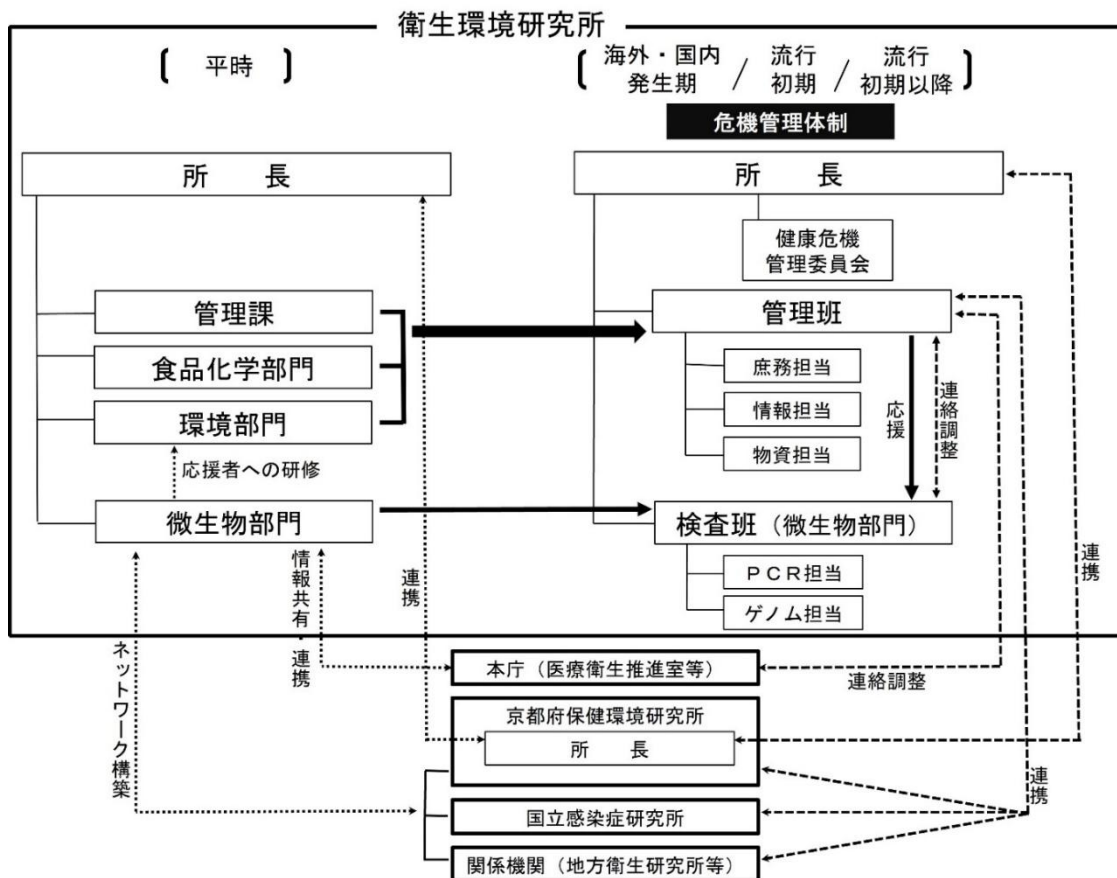 衛生環境研究所
〔 平時 〕
〔 海外・国内発生期 / 流行初期 / 流行初期以降 〕
危機管理体制
所　長
管理課
食品化学部門
環境部門
応援者への研修
微生物部門
所　長
健康危機
管理委員会
管理班
庶務担当
情報担当
物資担当
応援
連絡調整
検査班（微生物部門）
ＰＣＲ担当
ゲノム担当
情報共有・連携
連携
連携
ネットワーク構築
本庁（医療衛生推進室等）
連絡調整
京都府保健環境研究所
所　長
国立感染症研究所
関係機関（地方衛生研究所等）
連携